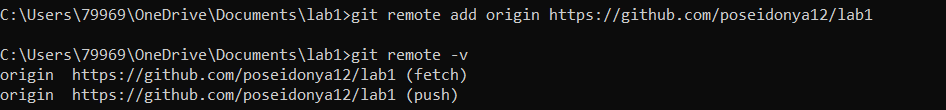 C:\Users\79969\OneDrive\Documents\lab1>git remote add origin https://github.com/poseidonya12/lab1
C:\Users\79969\OneDrive\Documents\lab1>git remote -v
origin  https://github.com/poseidonya12/lab1 (fetch)
origin  https://github.com/poseidonya12/lab1 (push)